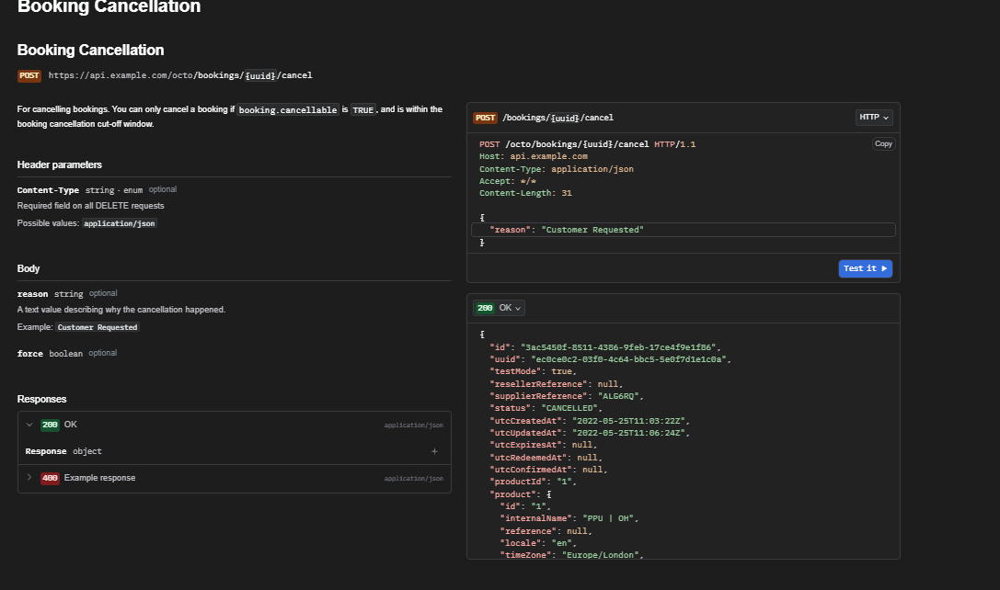 Booking Cancellation
Booking Cancellation
POST https://api.example.com/octo/bookings/{uuid}/cancel
For cancelling bookings. You can only cancel a booking if booking.cancellable is TRUE, and is within the
booking cancellation cut-off window.
Header parameters
Content-Type string · enum optional
Required field on all DELETE requests
Possible values: application/json
Body
reason string optional
A text value describing why the cancellation happened.
Example: Customer Requested
force boolean optional
Responses
200 OK application/json
Response object +
400 Example response application/json
POST /bookings/{uuid}/cancel HTTP
POST /octo/bookings/{uuid}/cancel HTTP/1.1
Copy
Host: api.example.com
Content-Type: application/json
Accept: */*
Content-Length: 31
{
"reason": "Customer Requested"
}
Test it
200 OK
{
"id": "3ac5450f-8511-4386-9feb-17ce4f9e1f86",
"uuid": "ec0ce0c2-03f0-4c64-bbc5-5e0f7d1e1c0a",
"testMode": true,
"resellerReference": null,
"supplierReference": "ALG6RQ",
"status": "CANCELLED",
"utcCreatedAt": "2022-05-25T11:03:22Z",
"utcUpdatedAt": "2022-05-25T11:06:24Z",
"utcExpiresAt": null,
"utcRedeemedAt": null,
"utcConfirmedAt": null,
"productId": "1",
"product": {
"id": "1",
"internalName": "PPU | OH",
"reference": null,
"locale": "en",
"timeZone": "Europe/London",